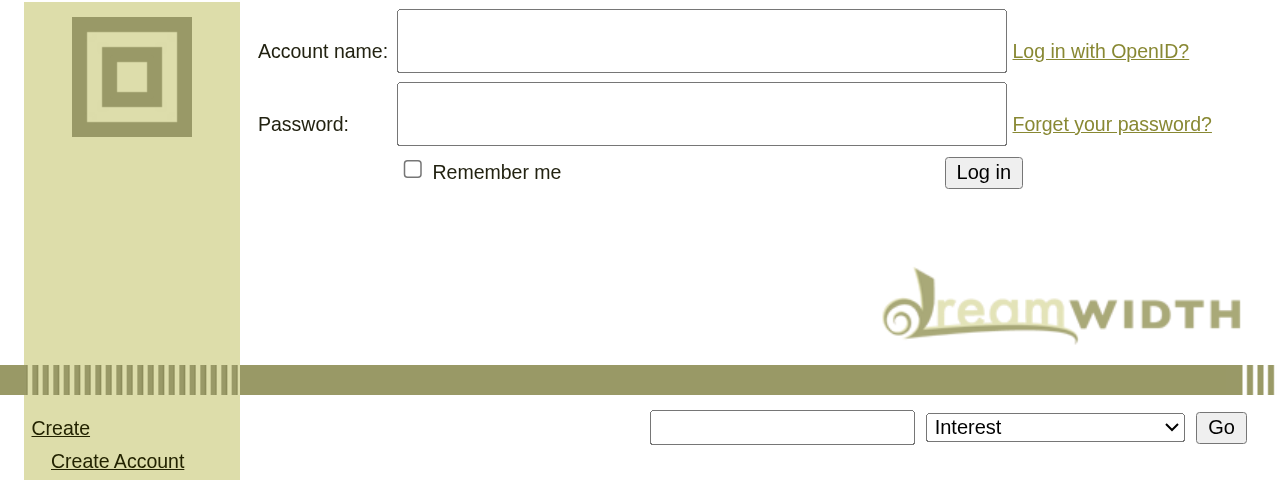 Account name: Log in with OpenID?
Password: Forget your password?
Remember me Log in
dreamWIDTH
Create
Interest Go
Create Account